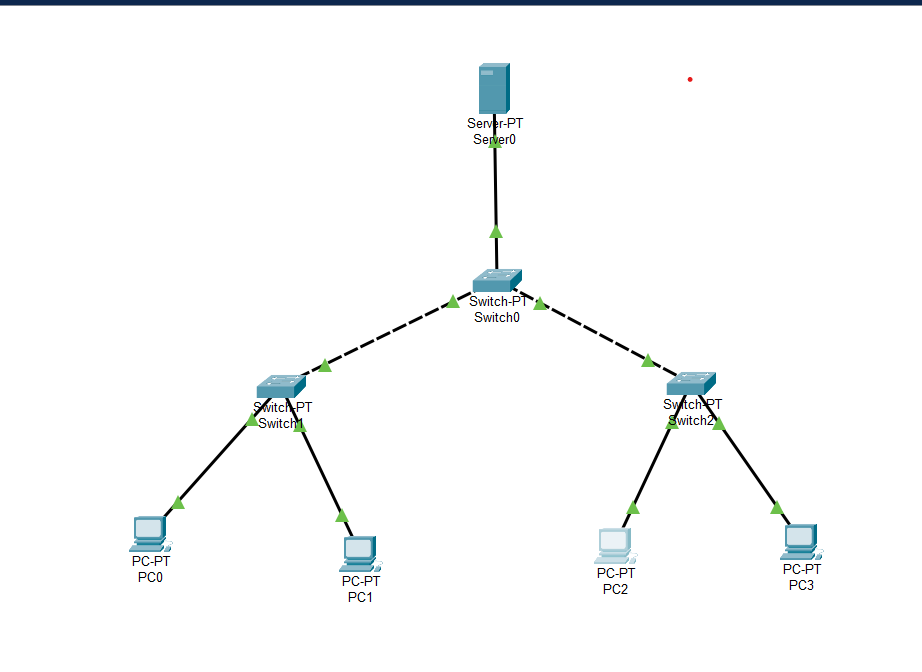 Server-PT
Server0
Switch-PT
Switch0
Switch-PT
Switch1
Switch-PT
Switch2
PC-PT
PC0
PC-PT
PC1
PC-PT
PC2
PC-PT
PC3